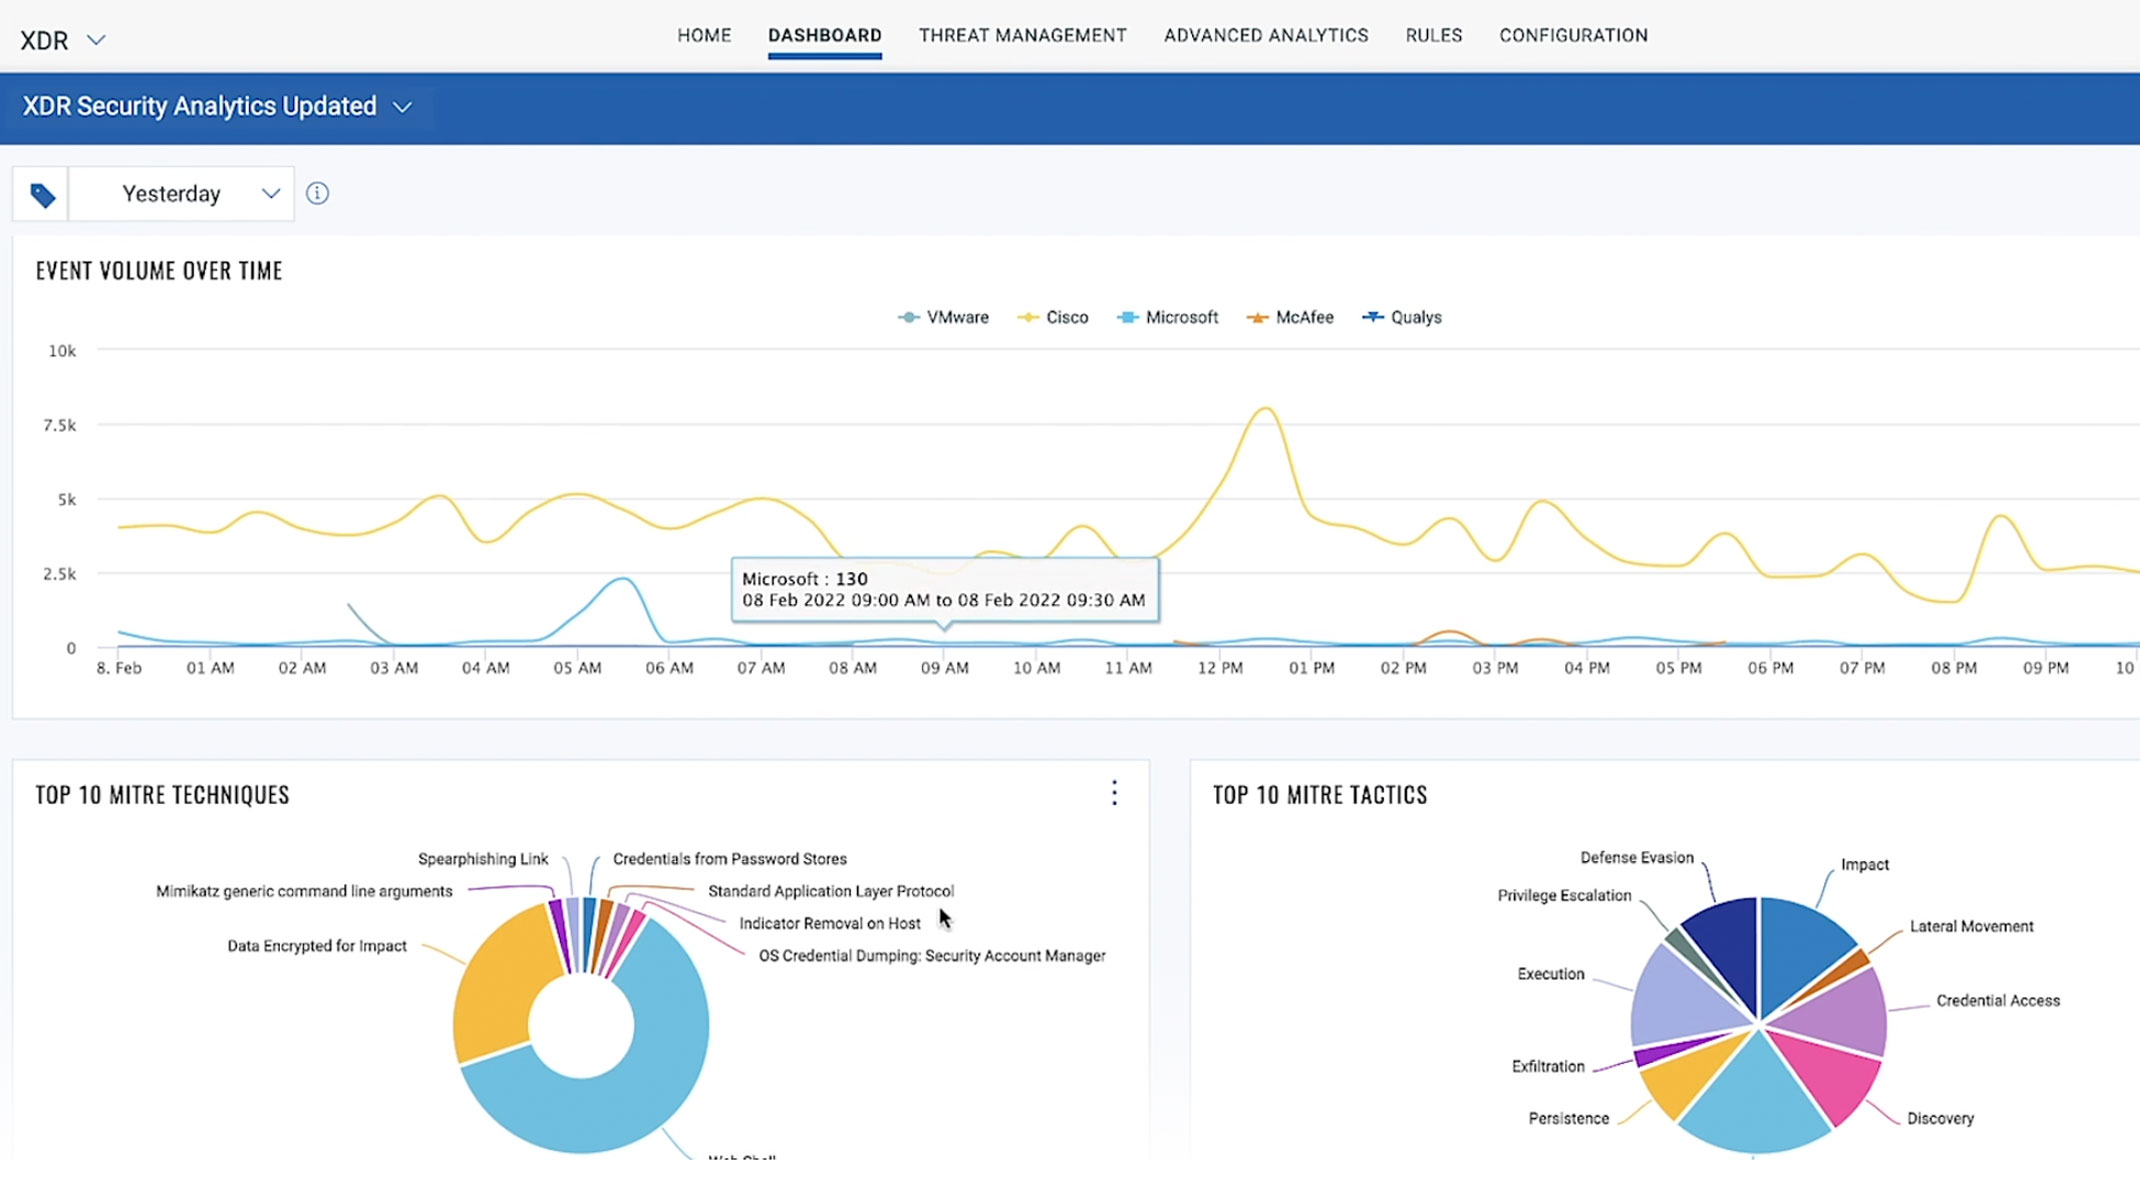 XDR
HOME DASHBOARD THREAT MANAGEMENT ADVANCED ANALYTICS RULES CONFIGURATION
XDR Security Analytics Updated
Yesterday
EVENT VOLUME OVER TIME
VMware Cisco Microsoft McAfee Qualys
10k
7.5k
5k
2.5k
0
Microsoft : 130
08 Feb 2022 09:00 AM to 08 Feb 2022 09:30 AM
8. Feb 01 AM 02 AM 03 AM 04 AM 05 AM 06 AM 07 AM 08 AM 09 AM 10 AM 11 AM 12 PM 01 PM 02 PM 03 PM 04 PM 05 PM 06 PM 07 PM 08 PM 09 PM 10
TOP 10 MITRE TECHNIQUES
Spearphishing Link
Credentials from Password Stores
Mimikatz generic command line arguments
Standard Application Layer Protocol
Indicator Removal on Host
Data Encrypted for Impact
OS Credential Dumping: Security Account Manager
Web Shell
TOP 10 MITRE TACTICS
Defense Evasion
Impact
Privilege Escalation
Lateral Movement
Execution
Credential Access
Exfiltration
Persistence
Discovery